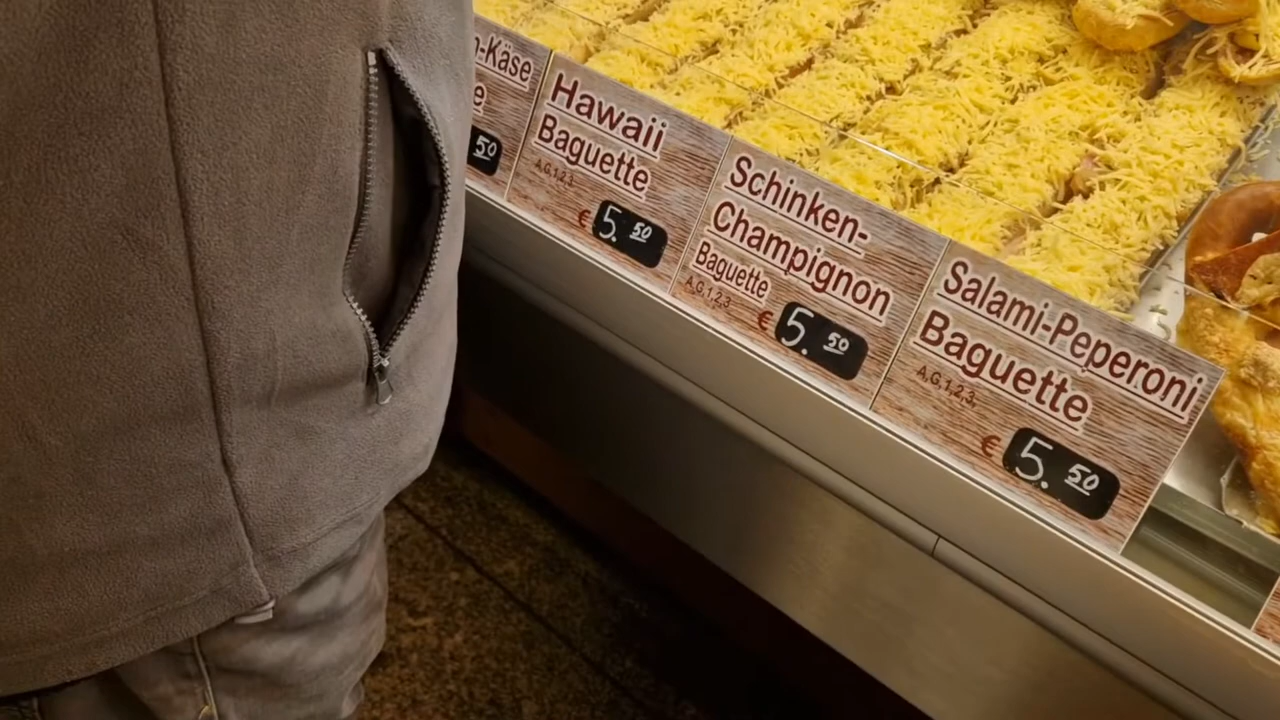 -Käse
50
Hawaii
Baguette
A,G,1,2,3
€ 5. 50
Schinken-
Champignon
Baguette
A,G,1,2,3
€ 5. 50
Salami-Peperoni
Baguette
A,G,1,2,3,
€ 5. 50